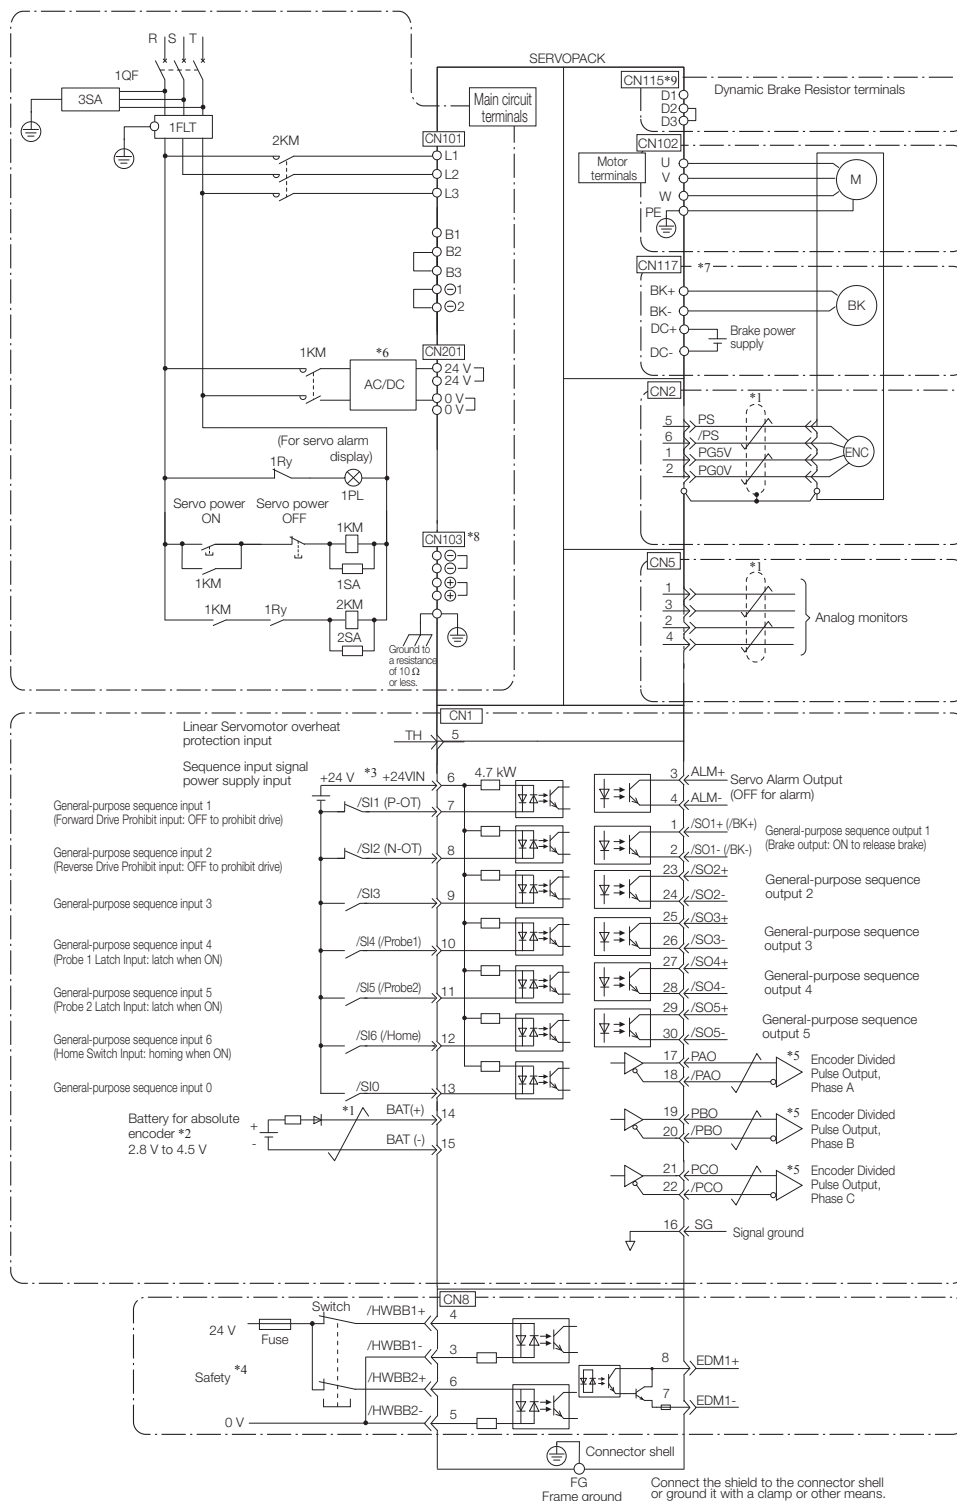 R S T
1QF
3SA
1FLT
2KM
SERVOPACK
Main circuit
terminals
CN101
L1
L2
L3
B1
B2
B3
⊖1
⊖2
1KM
*6
AC/DC
CN201
24 V
24 V
0 V
0 V
(For servo alarm
display)
1Ry
1PL
Servo power
ON
Servo power
OFF
1KM
1KM
1SA
1KM
1Ry
2KM
2SA
CN103 *8
⊖
⊖
⊕
⊕
Ground to
a resistance
of 10 Ω
or less.
CN115*9
Dynamic Brake Resistor terminals
D1
D2
D3
CN102
Motor
terminals
U
V
W
PE
M
CN117 *7
BK+
BK-
BK
DC+
DC-
Brake power
supply
CN2
*1
5 PS
6 /PS
1 PG5V
2 PG0V
ENC
CN5
*1
1
3
2
4
Analog monitors
CN1
Linear Servomotor overheat
protection input
TH 5
Sequence input signal
power supply input
+24 V *3 +24VIN 6 4.7 kW
General-purpose sequence input 1
(Forward Drive Prohibit input: OFF to prohibit drive)
/SI1 (P-OT) 7
General-purpose sequence input 2
(Reverse Drive Prohibit input: OFF to prohibit drive)
/SI2 (N-OT) 8
General-purpose sequence input 3
/SI3 9
General-purpose sequence input 4
(Probe 1 Latch Input: latch when ON)
/SI4 (/Probe1) 10
General-purpose sequence input 5
(Probe 2 Latch Input: latch when ON)
/SI5 (/Probe2) 11
General-purpose sequence input 6
(Home Switch Input: homing when ON)
/SI6 (/Home) 12
General-purpose sequence input 0
/SI0 13
Battery for absolute
encoder *2
2.8 V to 4.5 V
+
-
*1
BAT(+) 14
BAT (-) 15
3 ALM+
4 ALM-
Servo Alarm Output
(OFF for alarm)
1 /SO1+ (/BK+)
2 /SO1- (/BK-)
General-purpose sequence output 1
(Brake output: ON to release brake)
23 /SO2+
24 /SO2-
General-purpose sequence
output 2
25 /SO3+
26 /SO3-
General-purpose sequence
output 3
27 /SO4+
28 /SO4-
General-purpose sequence
output 4
29 /SO5+
30 /SO5-
General-purpose sequence
output 5
17 PAO
18 /PAO
*5
Encoder Divided
Pulse Output,
Phase A
19 PBO
20 /PBO
*5
Encoder Divided
Pulse Output,
Phase B
21 PCO
22 /PCO
*5
Encoder Divided
Pulse Output,
Phase C
16 SG
Signal ground
CN8
24 V
Fuse
Switch
/HWBB1+ 4
/HWBB1- 3
Safety *4
/HWBB2+ 6
/HWBB2- 5
0 V
8 EDM1+
7 EDM1-
Connector shell
FG
Frame ground
Connect the shield to the connector shell
or ground it with a clamp or other means.